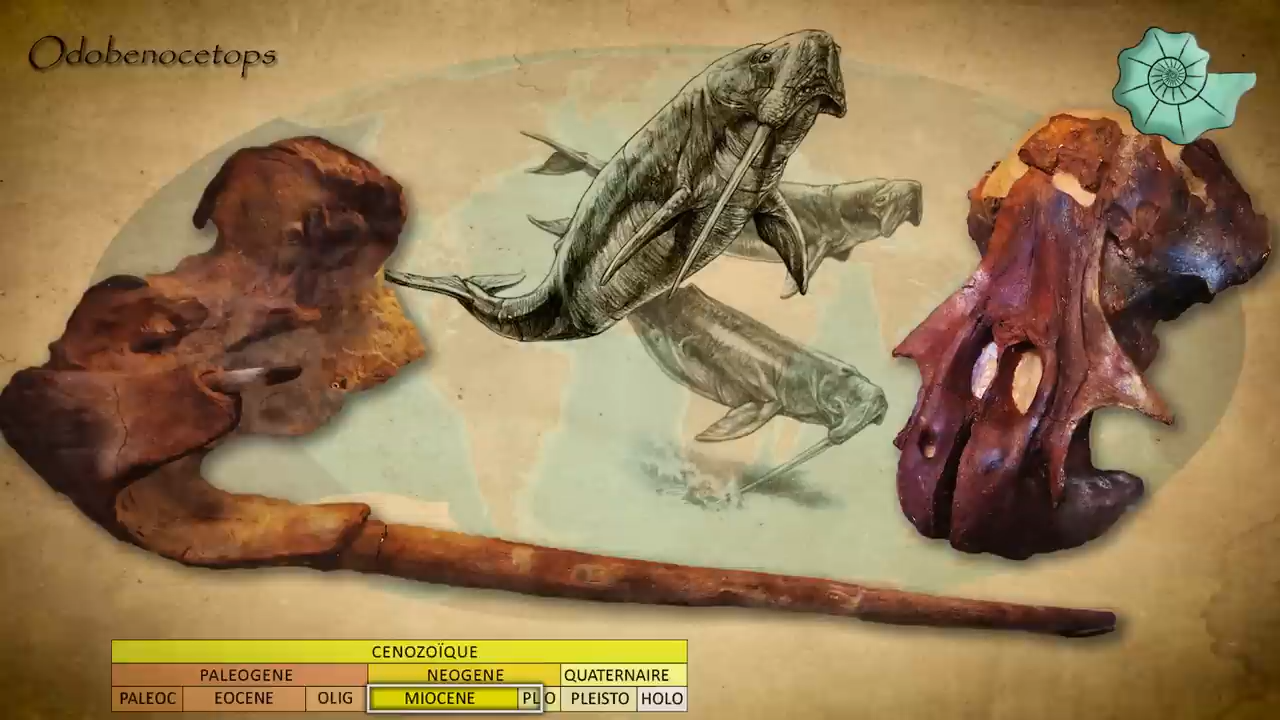 Odobenocetops
CENOZOÏQUE
PALEOGENE NEOGENE QUATERNAIRE
PALEOC EOCENE OLIG MIOCENE PLIO PLEISTO HOLO